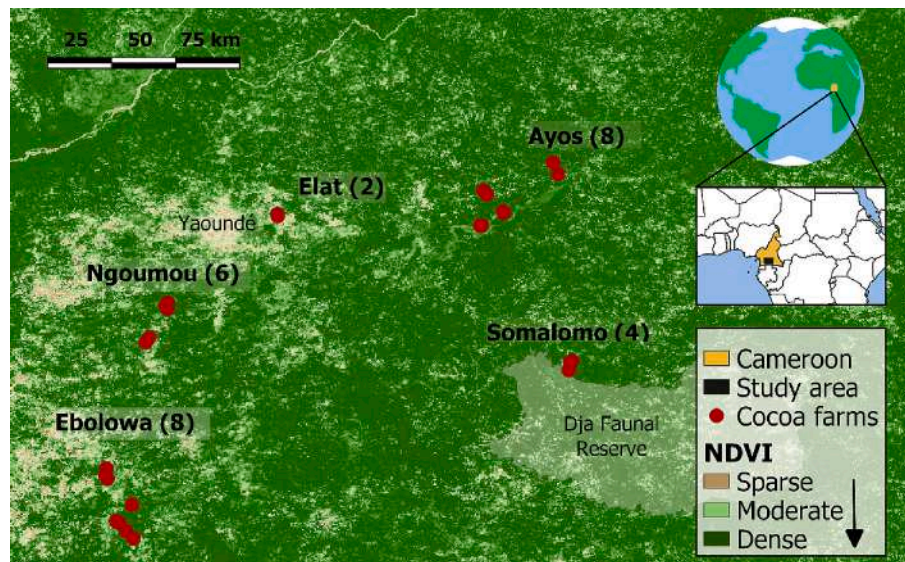 25 50 75 km
Ayos (8)
Elat (2)
Yaoundé
Ngoumou (6)
Somalomo (4)
Ebolowa (8)
Dja Faunal
Reserve
Cameroon
Study area
Cocoa farms
NDVI
Sparse
Moderate
Dense